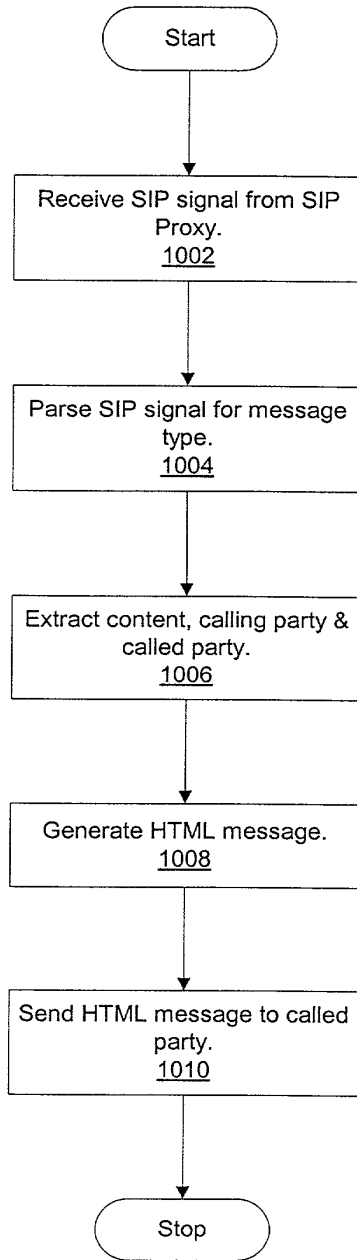 Start
Receive SIP signal from SIP
Proxy.
1002
Parse SIP signal for message
type.
1004
Extract content, calling party &
called party.
1006
Generate HTML message.
1008
Send HTML message to called
party.
1010
Stop